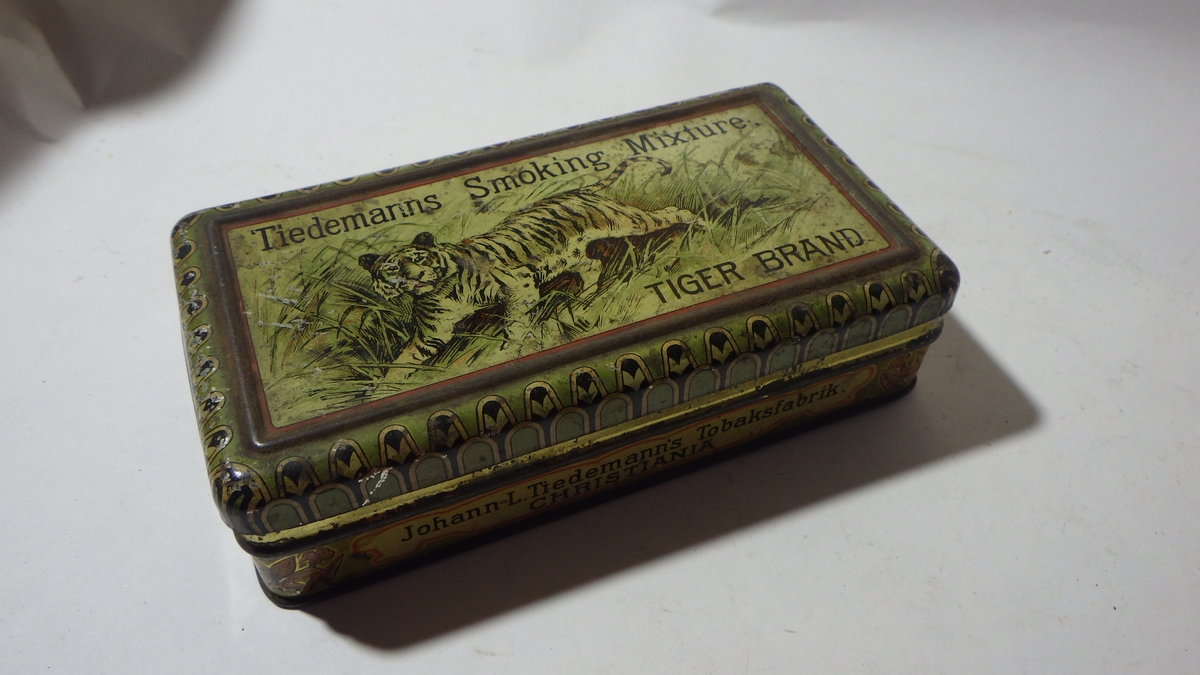 Tiedemanns Smoking Mixture.
TIGER BRAND.
Johann L. Tiedemann's Tobaksfabrik.
CHRISTIANIA